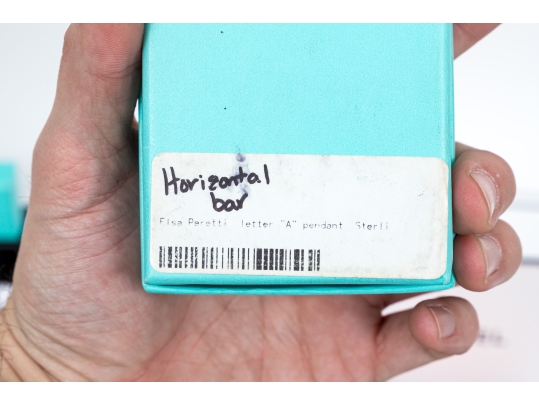 Horizontal
bar
Elsa Peretti letter "A" pendant Sterli